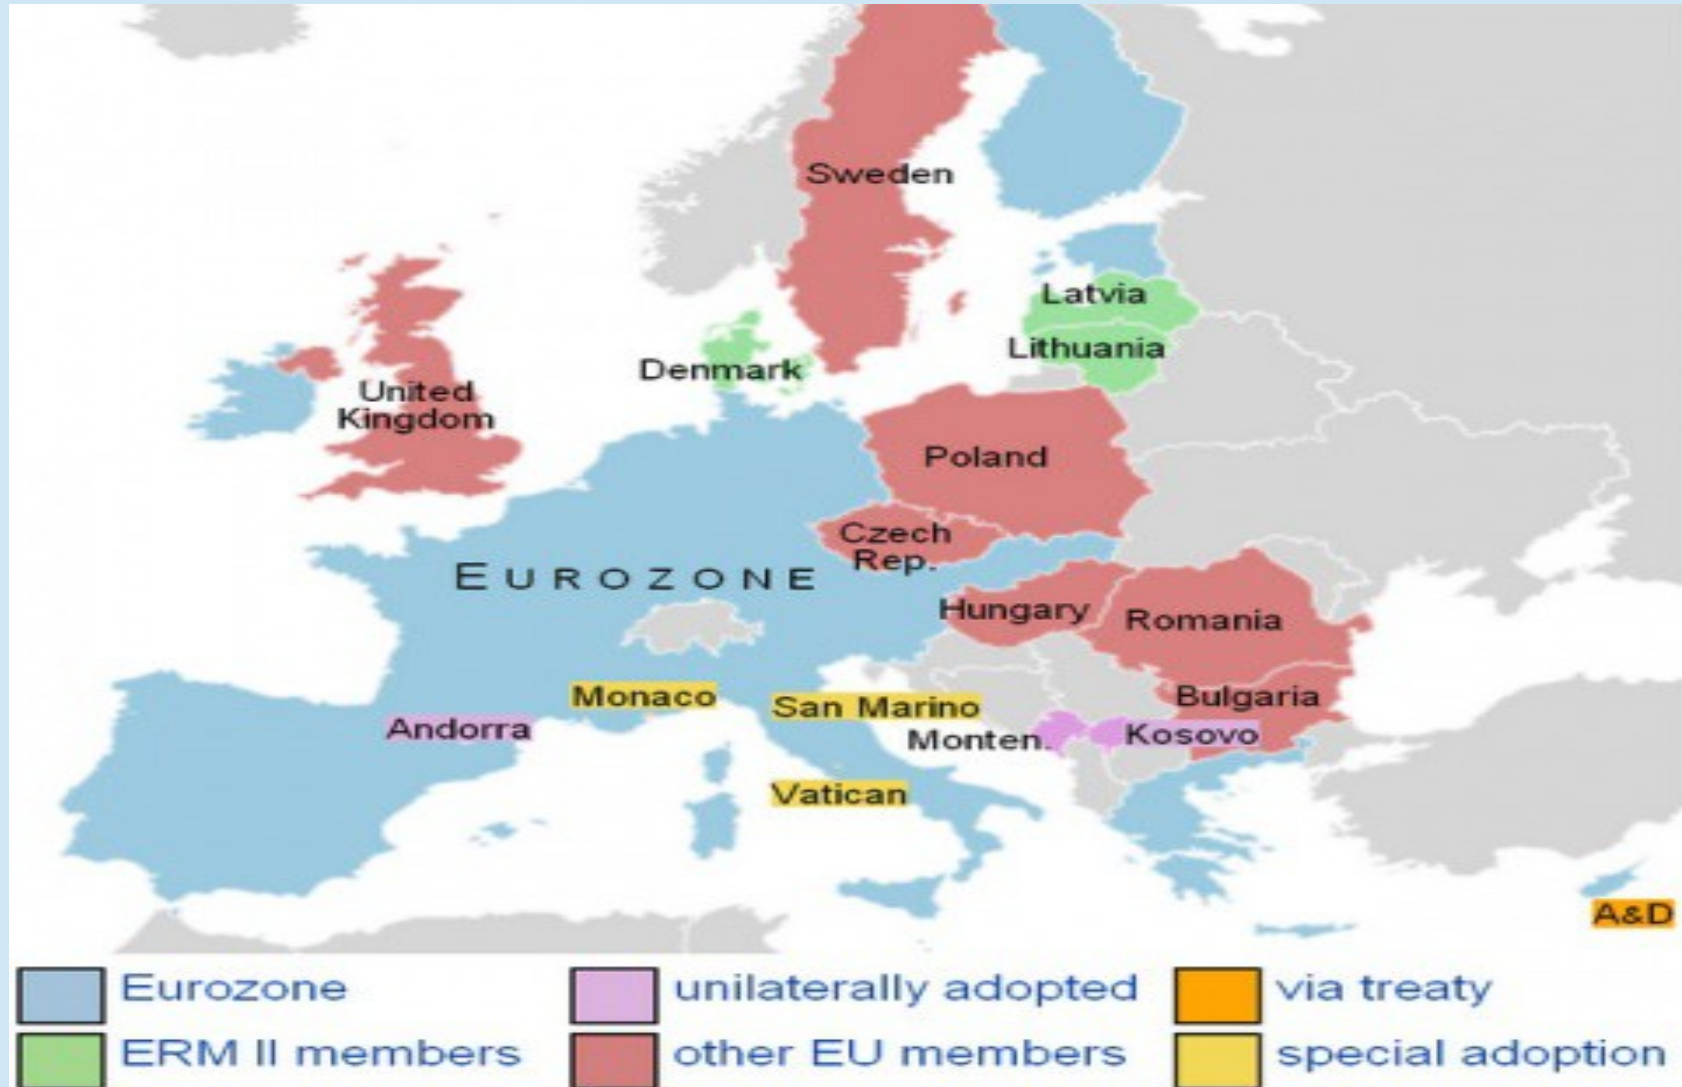 Sweden
Latvia
Lithuania
Denmark
United
Kingdom
Poland
Czech
Rep.
EUROZONE
Hungary
Romania
Monaco
San Marino
Bulgaria
Andorra
Monten.
Kosovo
Vatican
A&D
Eurozone
unilaterally adopted
via treaty
ERM II members
other EU members
special adoption